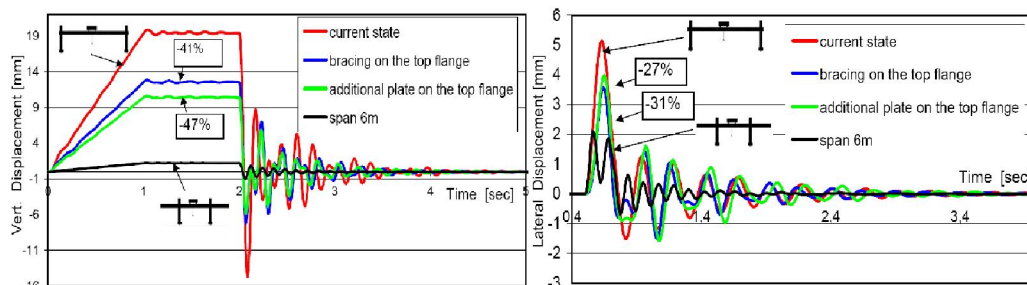 Vert. Displacement [mm]
19
14
9
4
-1
-6
-11
16
-41%
-47%
current state
bracing on the top flange
additional plate on the top flange
span 6m
Time [sec]
0
1
2
3
4
5
Lateral Displacement [mm]
6
5
4
3
2
1
0
-1
-2
-3
-27%
-31%
current state
bracing on the top flange
additional plate on the top flange
span 6m
Time [sec]
0,4
1,4
2,4
3,4